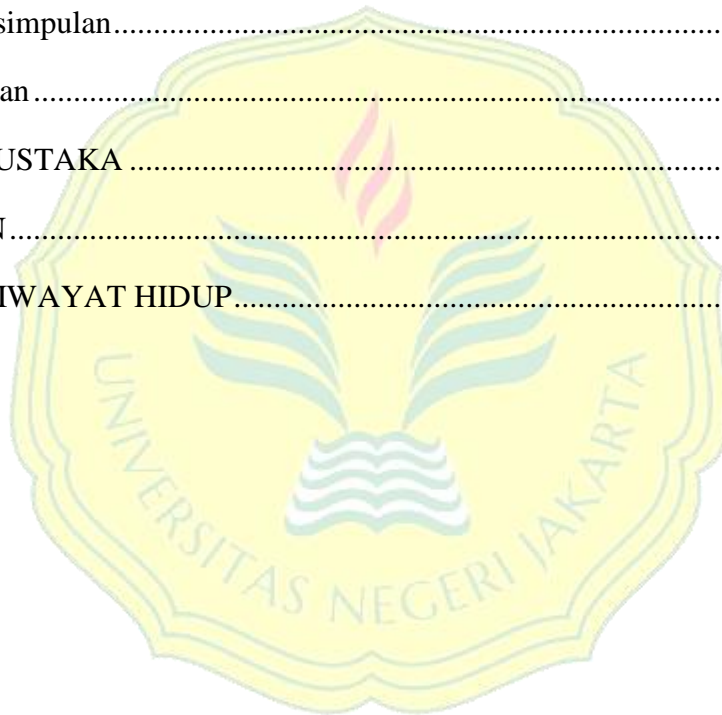 simpulan..........................................................................
an....................................................................................
USTAKA.........................................................................
N.......................................................................................
IWAYAT HIDUP............................................................
UNIVERSITAS NEGERI JAKARTA